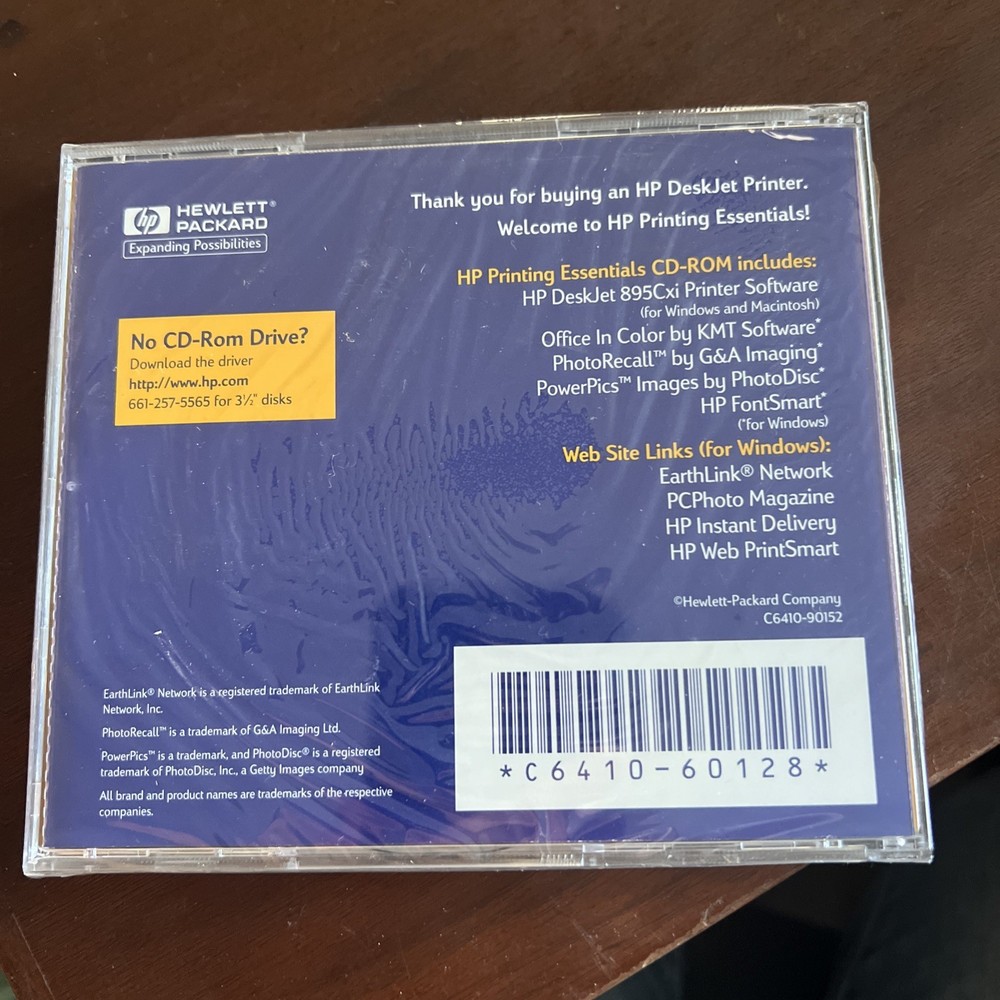 hp HEWLETT®
PACKARD
Expanding Possibilities
Thank you for buying an HP DeskJet Printer.
Welcome to HP Printing Essentials!
HP Printing Essentials CD-ROM includes:
HP DeskJet 895Cxi Printer Software
(for Windows and Macintosh)
Office In Color by KMT Software*
PhotoRecall™ by G&A Imaging*
PowerPics™ Images by PhotoDisc*
HP FontSmart*
(*for Windows)
Web Site Links (for Windows):
EarthLink® Network
PCPhoto Magazine
HP Instant Delivery
HP Web PrintSmart
No CD-Rom Drive?
Download the driver
http://www.hp.com
661-257-5565 for 3½" disks
©Hewlett-Packard Company
C6410-90152
EarthLink® Network is a registered trademark of EarthLink
Network, Inc.
PhotoRecall™ is a trademark of G&A Imaging Ltd.
PowerPics™ is a trademark, and PhotoDisc® is a registered
trademark of PhotoDisc, Inc., a Getty Images company
All brand and product names are trademarks of the respective
companies.
*C6410-60128*